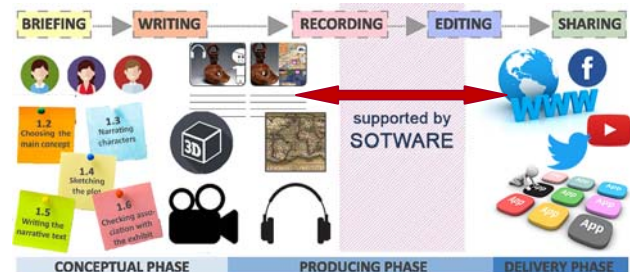 BRIEFING
WRITING
RECORDING
EDITING
SHARING
1.2
Choosing the
main concept
1.3
Narrating
characters
1.4
Sketching
the plot
1.5
Writing the
narrative text
1.6
Checking asso-
ciation with
the exhibit
3D
supported by
SOTWARE
www
f
App
App
App
App
CONCEPTUAL PHASE
PRODUCING PHASE
DELIVERY PHASE